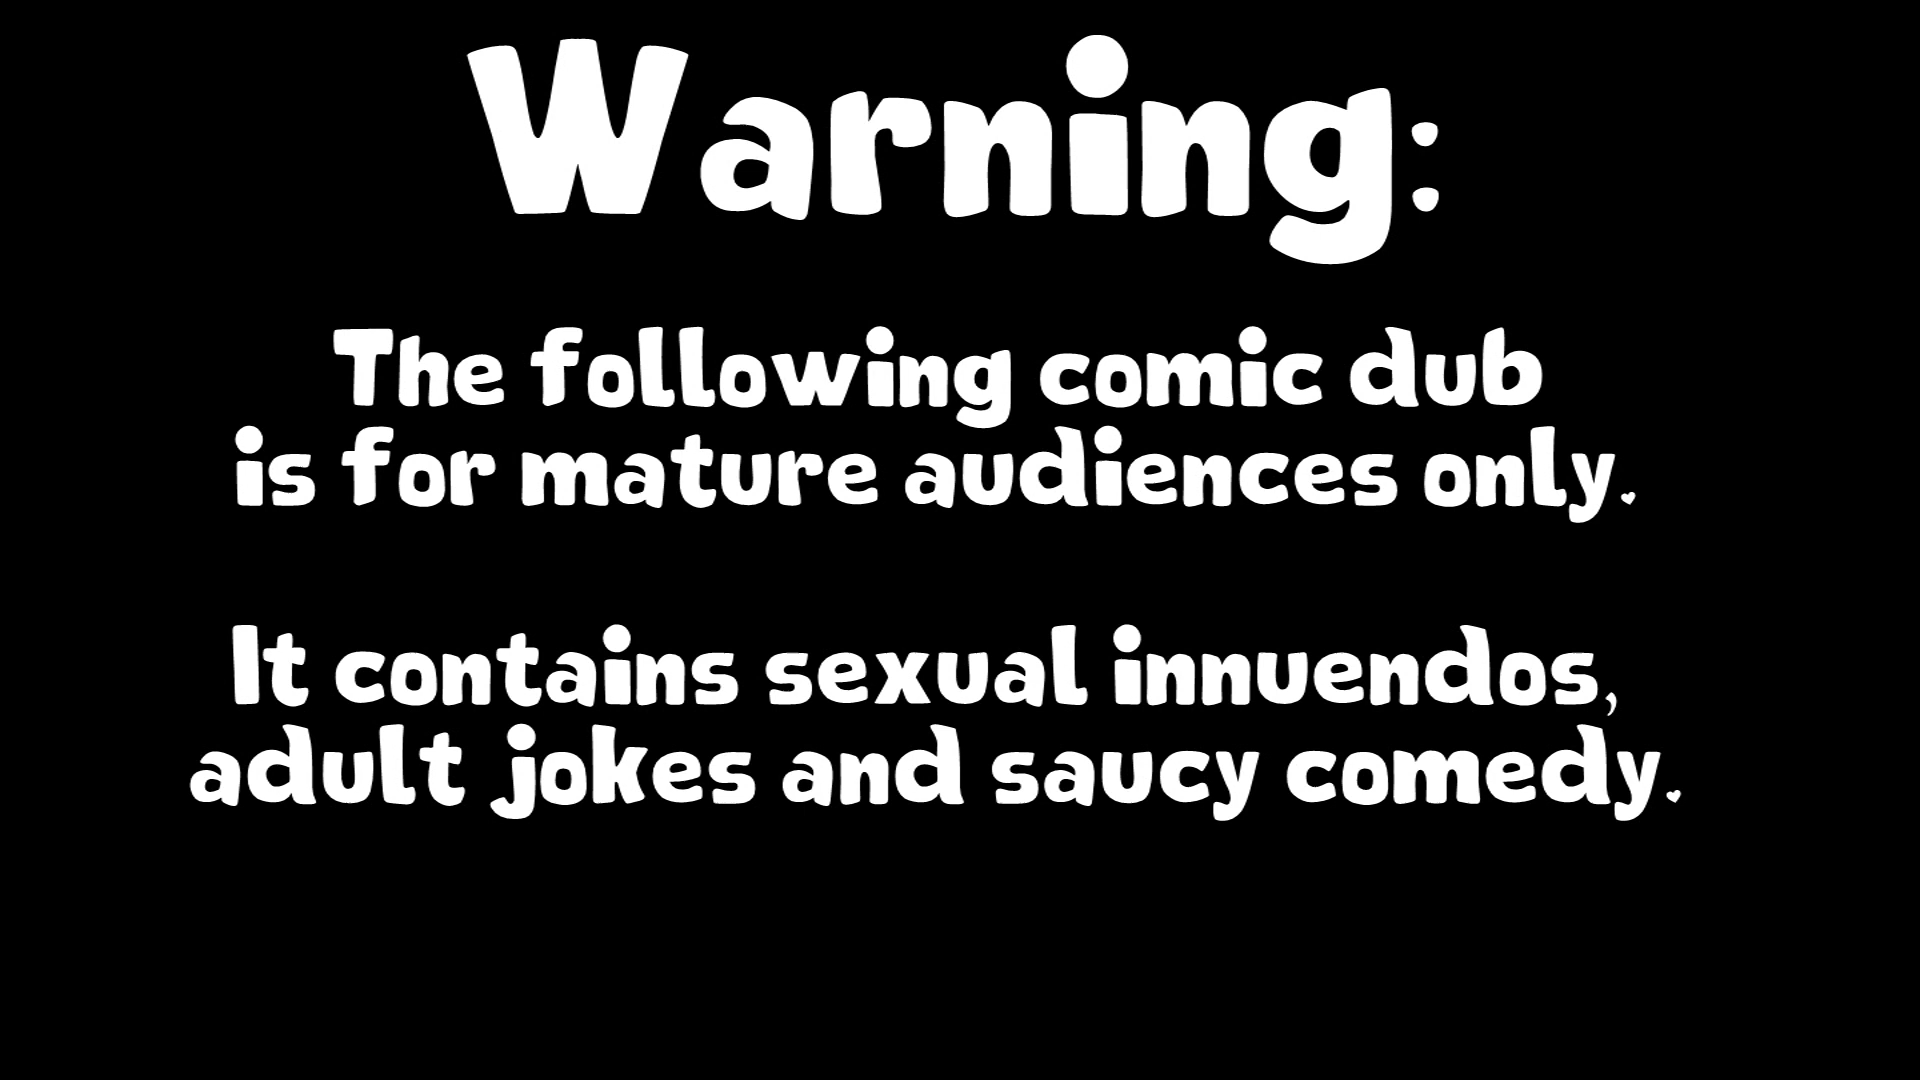 Warning:
The following comic dub
is for mature audiences only.
It contains sexual innuendos,
adult jokes and saucy comedy.